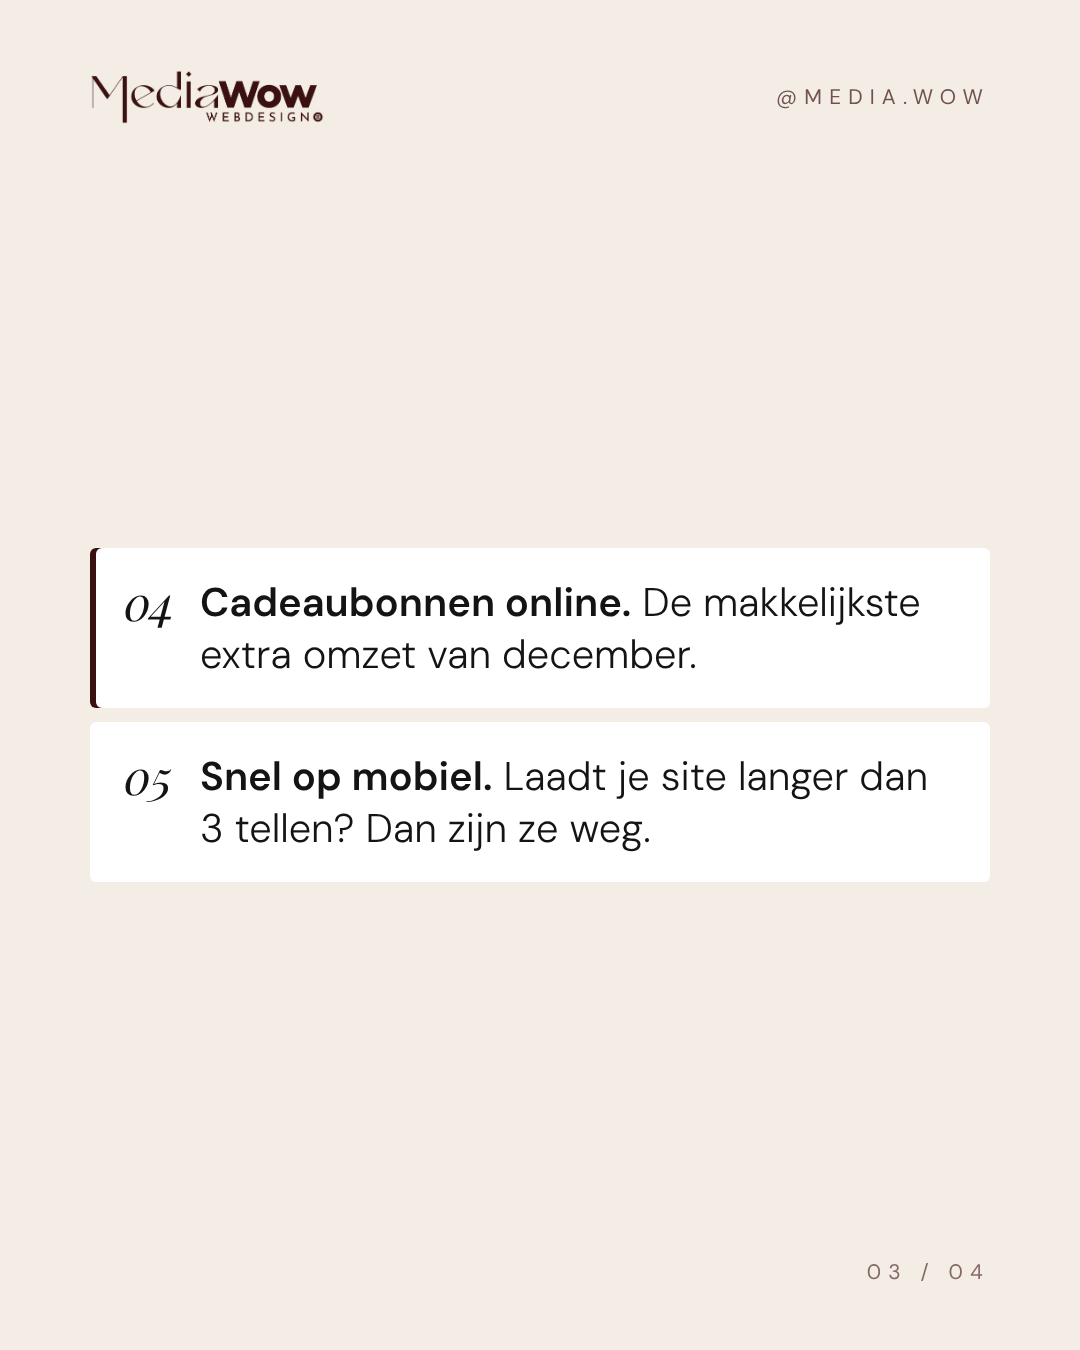 MediaWow
WEBDESIGN
@MEDIA.WOW
04 Cadeaubonnen online. De makkelijkste
extra omzet van december.
05 Snel op mobiel. Laadt je site langer dan
3 tellen? Dan zijn ze weg.
03 / 04